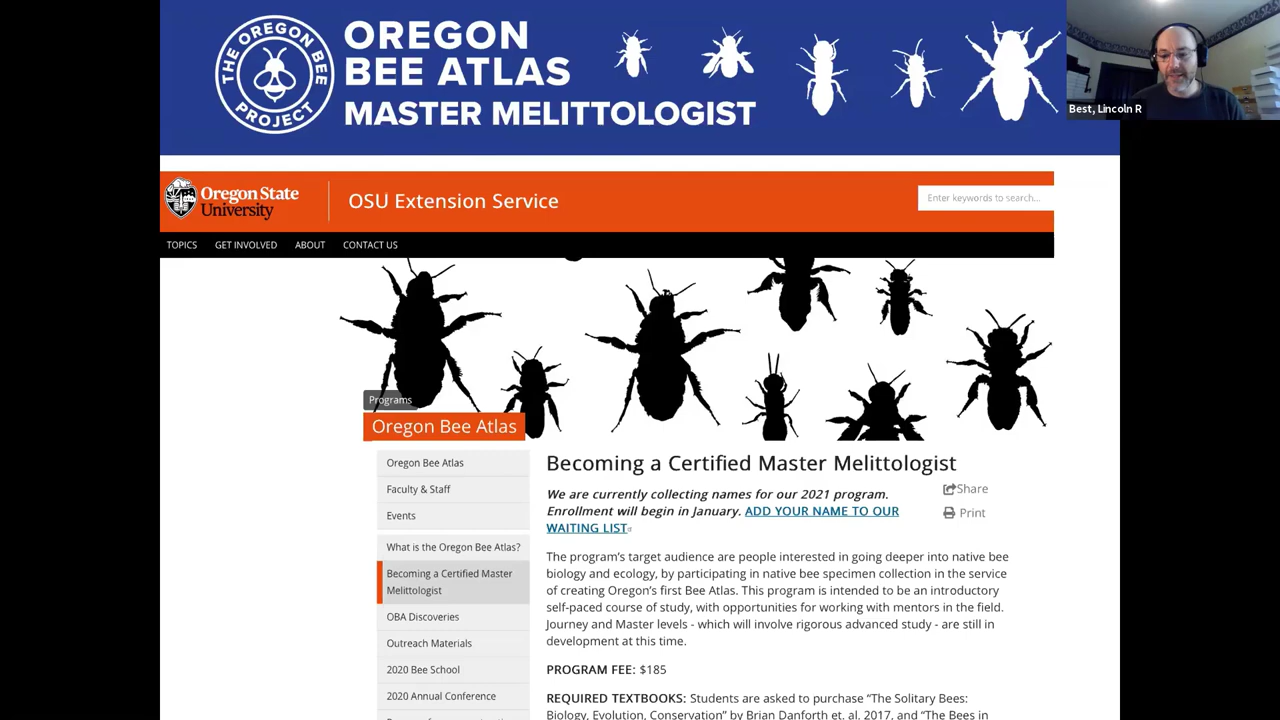 THE OREGON BEE PROJECT
OREGON
BEE ATLAS
MASTER MELITTOLOGIST
Best, Lincoln R
Oregon State
University
OSU Extension Service
Enter keywords to search...
TOPICS GET INVOLVED ABOUT CONTACT US
Programs
Oregon Bee Atlas
Oregon Bee Atlas
Faculty & Staff
Events
What is the Oregon Bee Atlas?
Becoming a Certified Master
Melittologist
OBA Discoveries
Outreach Materials
2020 Bee School
2020 Annual Conference
Becoming a Certified Master Melittologist
Share
Print
We are currently collecting names for our 2021 program.
Enrollment will begin in January. ADD YOUR NAME TO OUR
WAITING LIST
The program's target audience are people interested in going deeper into native bee
biology and ecology, by participating in native bee specimen collection in the service
of creating Oregon's first Bee Atlas. This program is intended to be an introductory
self-paced course of study, with opportunities for working with mentors in the field.
Journey and Master levels - which will involve rigorous advanced study - are still in
development at this time.
PROGRAM FEE: $185
REQUIRED TEXTBOOKS: Students are asked to purchase "The Solitary Bees:
Biology, Evolution, Conservation" by Brian Danforth et. al. 2017, and "The Bees in